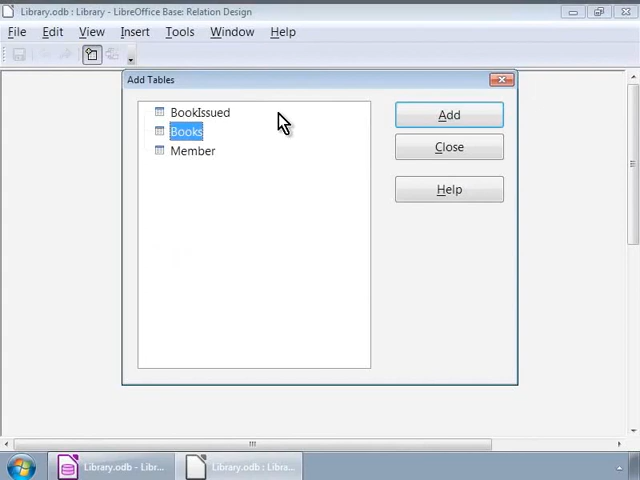 Library.odb : Library - LibreOffice Base: Relation Design
File Edit View Insert Tools Window Help
Add Tables
BookIssued
Books
Member
Add
Close
Help
Library.odb - Libr...
Library.odb : Libra...